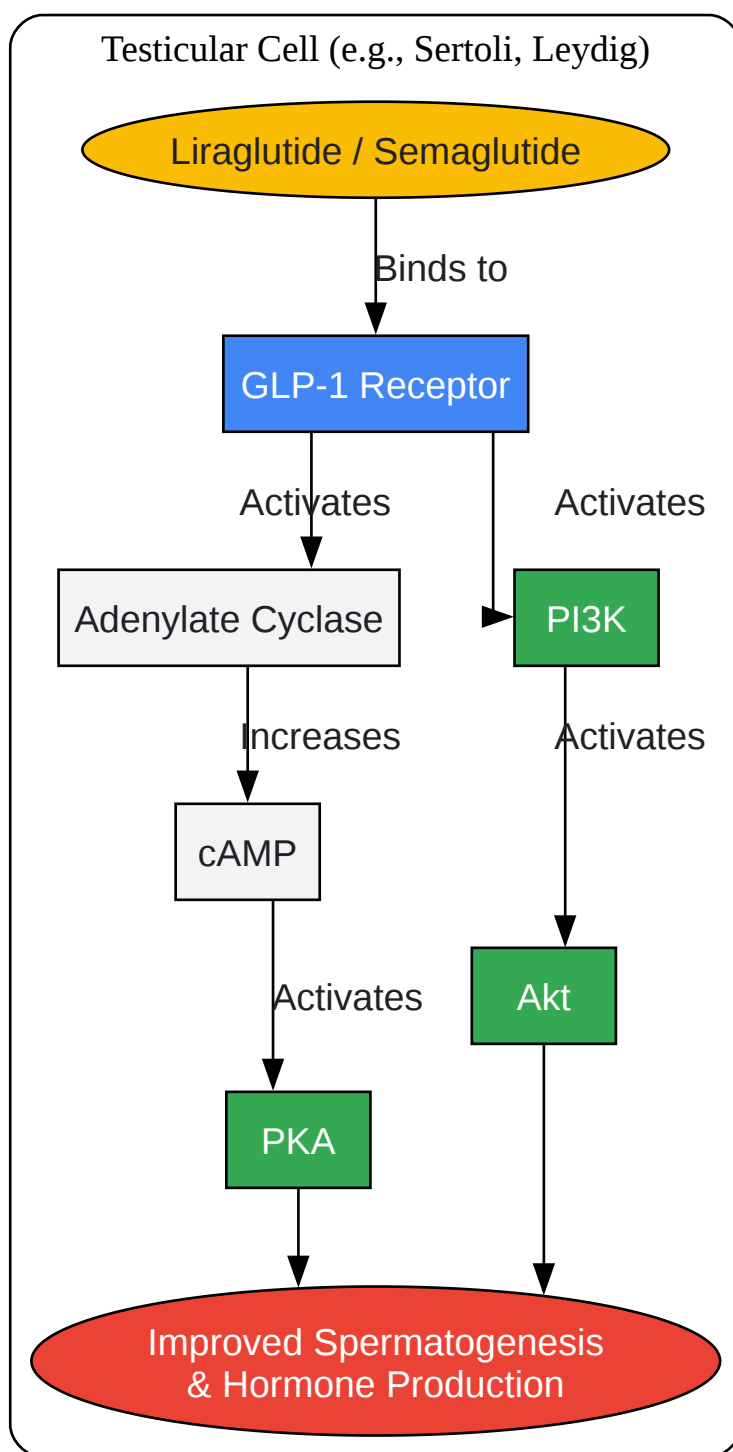 Testicular Cell (e.g., Sertoli, Leydig)
Liraglutide / Semaglutide
Binds to
GLP-1 Receptor
Activates
Activates
Adenylate Cyclase
PI3K
Increases
Activates
cAMP
Akt
Activates
PKA
Improved Spermatogenesis
& Hormone Production